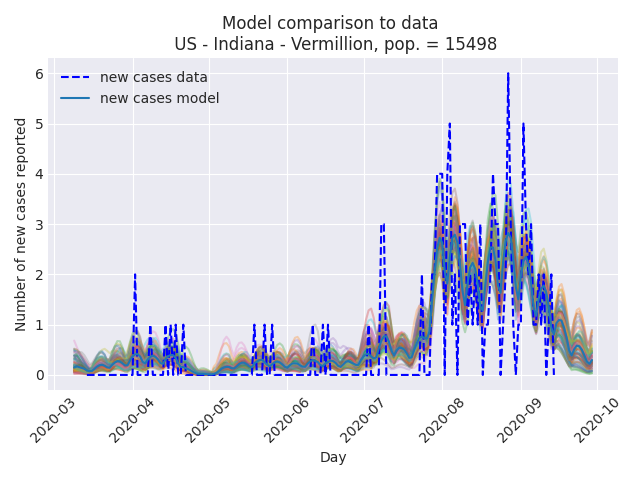 Model comparison to data
US - Indiana - Vermillion, pop. = 15498
new cases data
new cases model
Number of new cases reported
6
5
4
3
2
1
0
2020-03
2020-04
2020-05
2020-06
2020-07
2020-08
2020-09
2020-10
Day